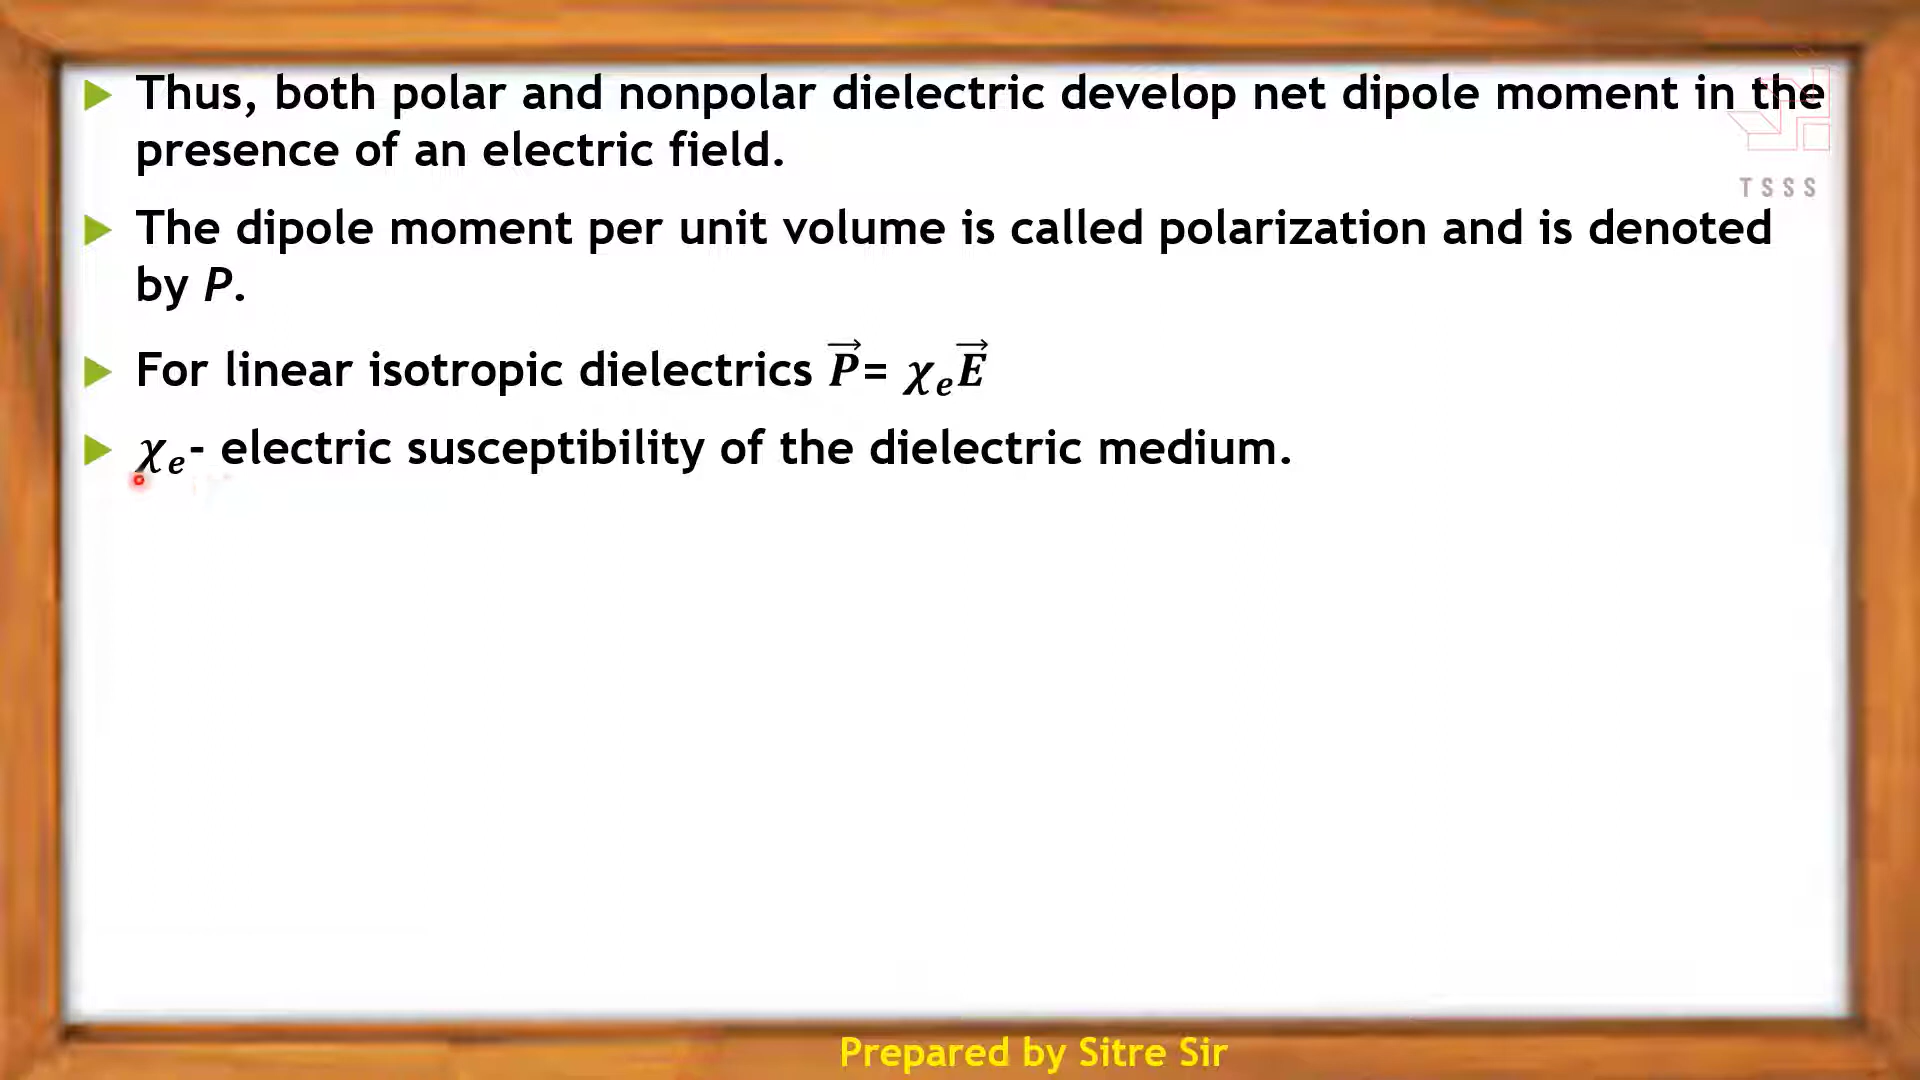 Thus, both polar and nonpolar dielectric develop net dipole moment in the
presence of an electric field.
TSSS
The dipole moment per unit volume is called polarization and is denoted
by P.
For linear isotropic dielectrics P⃗= χₑE⃗
χₑ- electric susceptibility of the dielectric medium.
Prepared by Sitre Sir